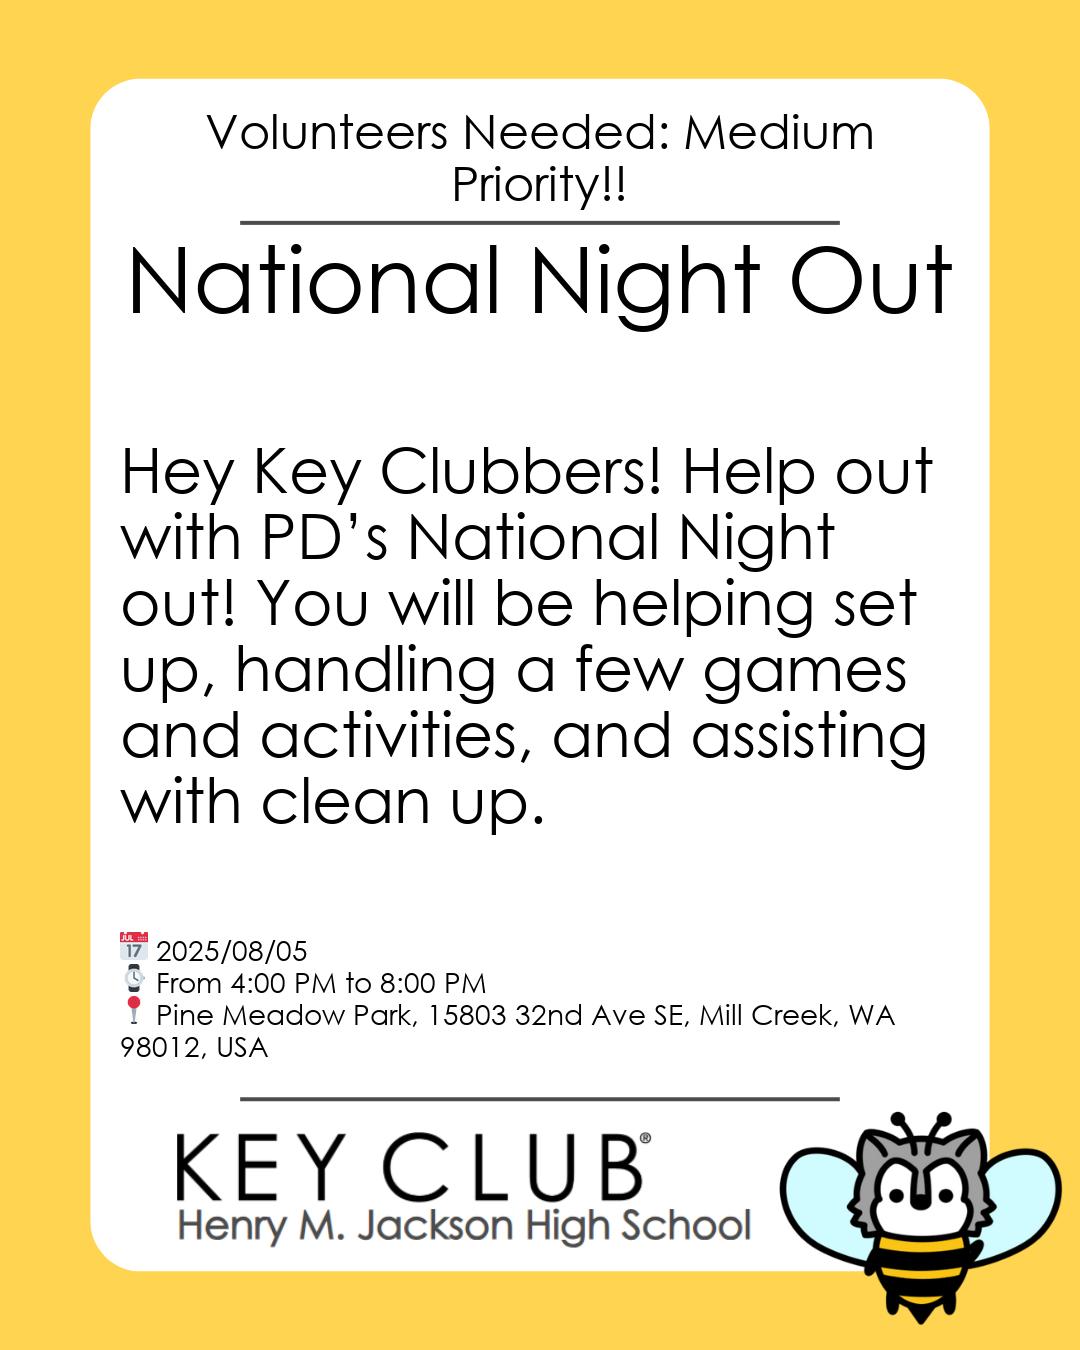 Volunteers Needed: Medium
Priority!!
National Night Out
Hey Key Clubbers! Help out
with PD’s National Night
out! You will be helping set
up, handling a few games
and activities, and assisting
with clean up.
JUL
17
2025/08/05
From 4:00 PM to 8:00 PM
Pine Meadow Park, 15803 32nd Ave SE, Mill Creek, WA
98012, USA
KEY CLUB®
Henry M. Jackson High School